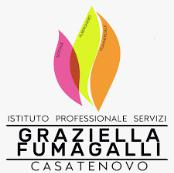 ISTITUTO PROFESSIONALE SERVIZI
GRAZIELLA
FUMAGALLI
CASATENOVO